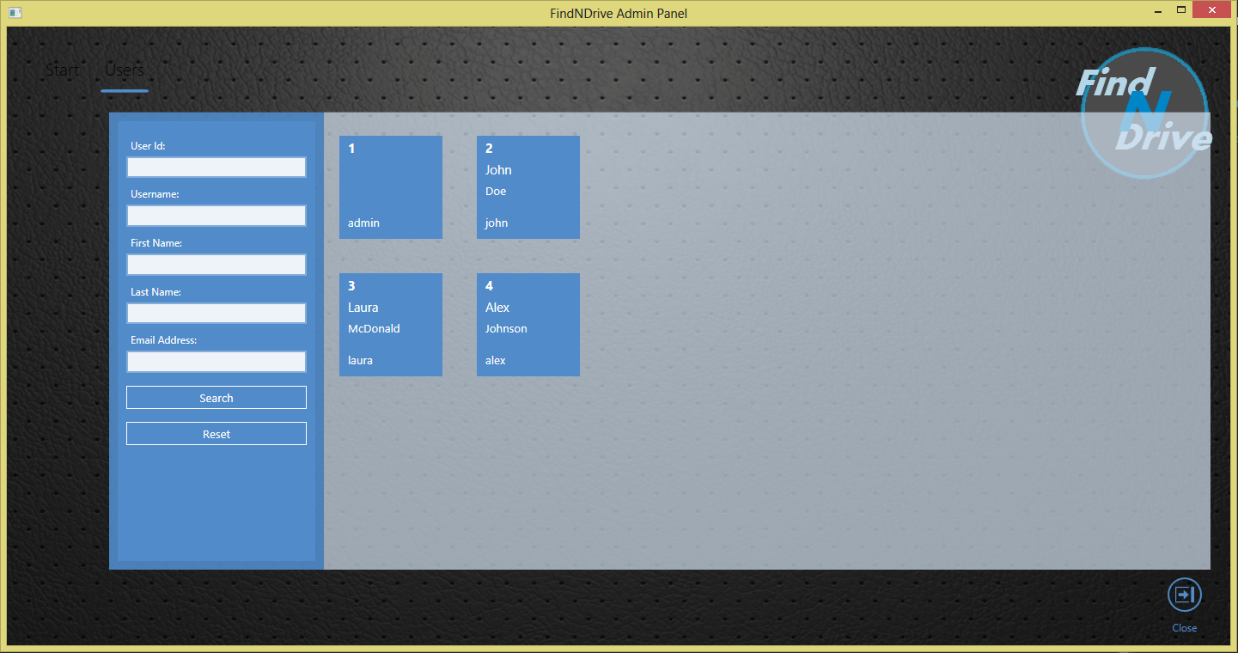 FindNDrive Admin Panel
Start Users
Find
N
Drive
User Id:
Username:
First Name:
Last Name:
Email Address:
Search
Reset
1
admin
2
John
Doe
john
3
Laura
McDonald
laura
4
Alex
Johnson
alex
Close